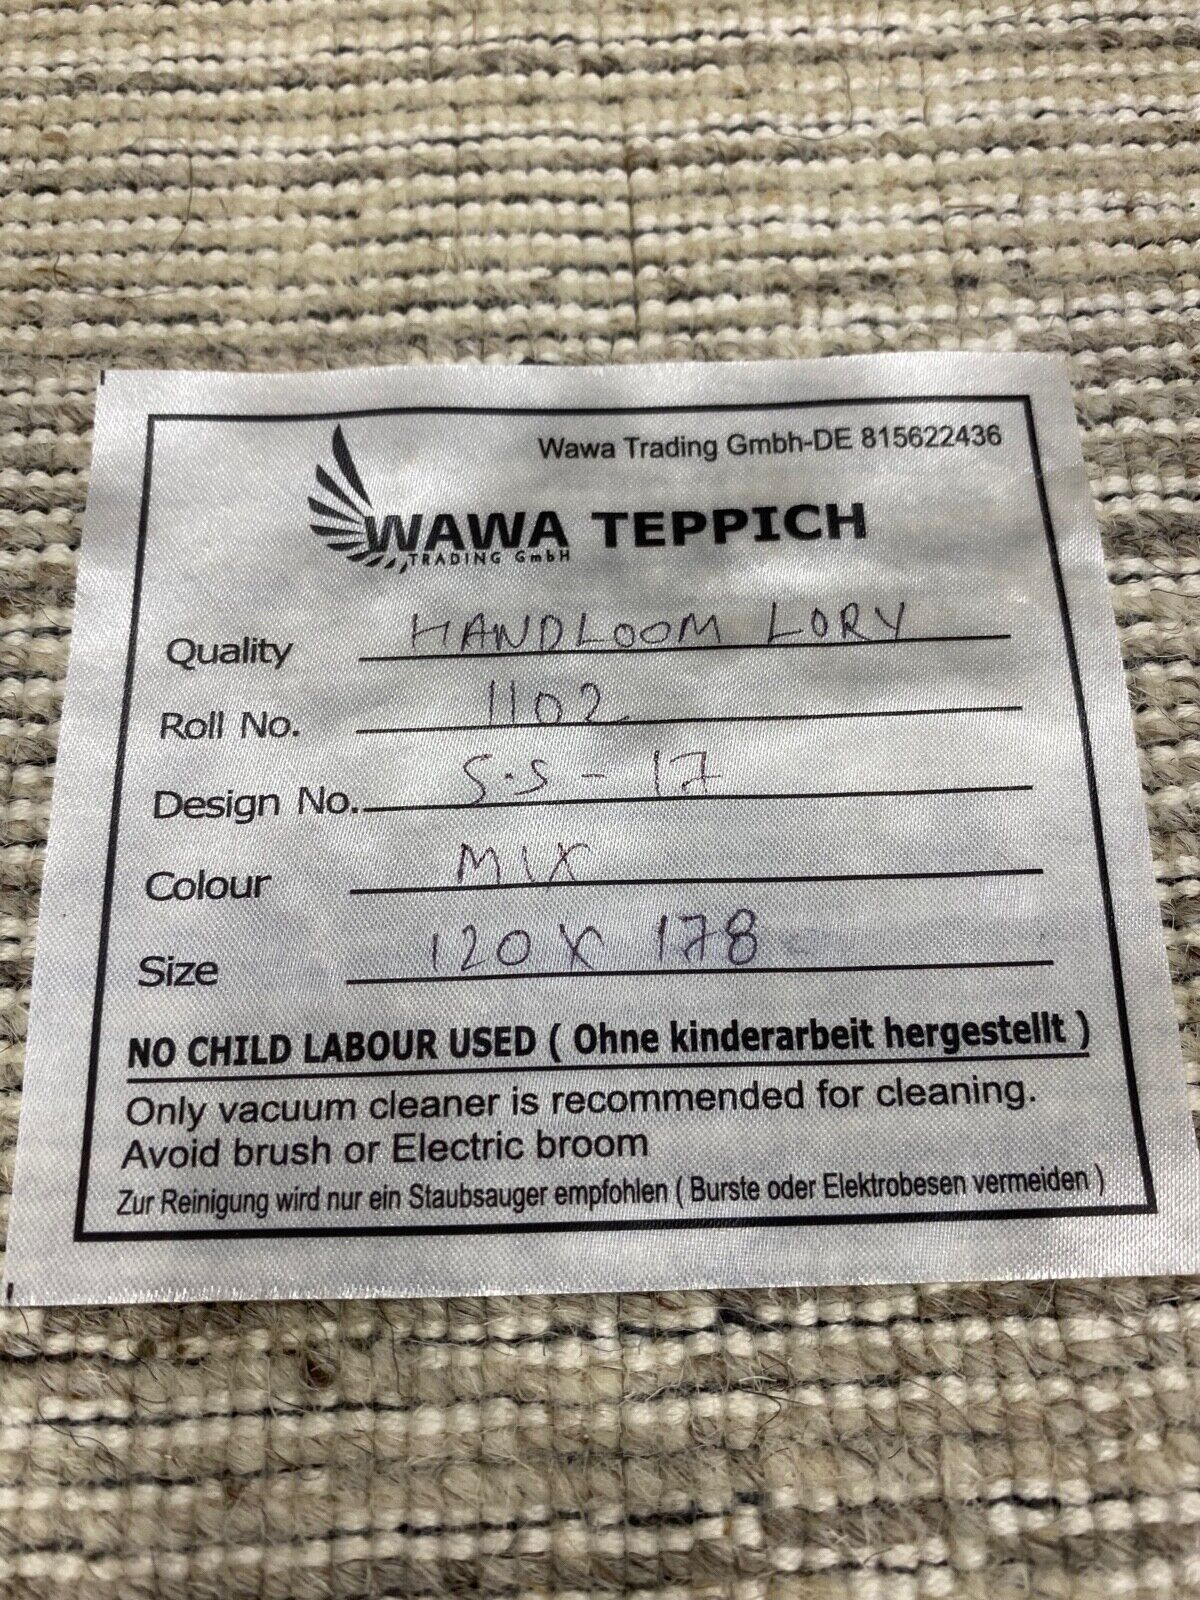 Wawa Trading Gmbh-DE 815622436
WAWA TEPPICH
TRADING GmbH
Quality HANDLOOM LORY
Roll No. 1102
Design No. S.S - 17
Colour MIX
Size 120 X 178
NO CHILD LABOUR USED ( Ohne kinderarbeit hergestellt )
Only vacuum cleaner is recommended for cleaning.
Avoid brush or Electric broom
Zur Reinigung wird nur ein Staubsauger empfohlen ( Burste oder Elektrobesen vermeiden )